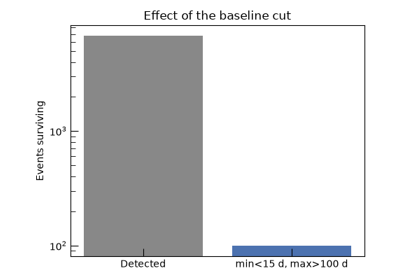 Effect of the baseline cut
Events surviving
10³
10²
Detected
min<15 d, max>100 d